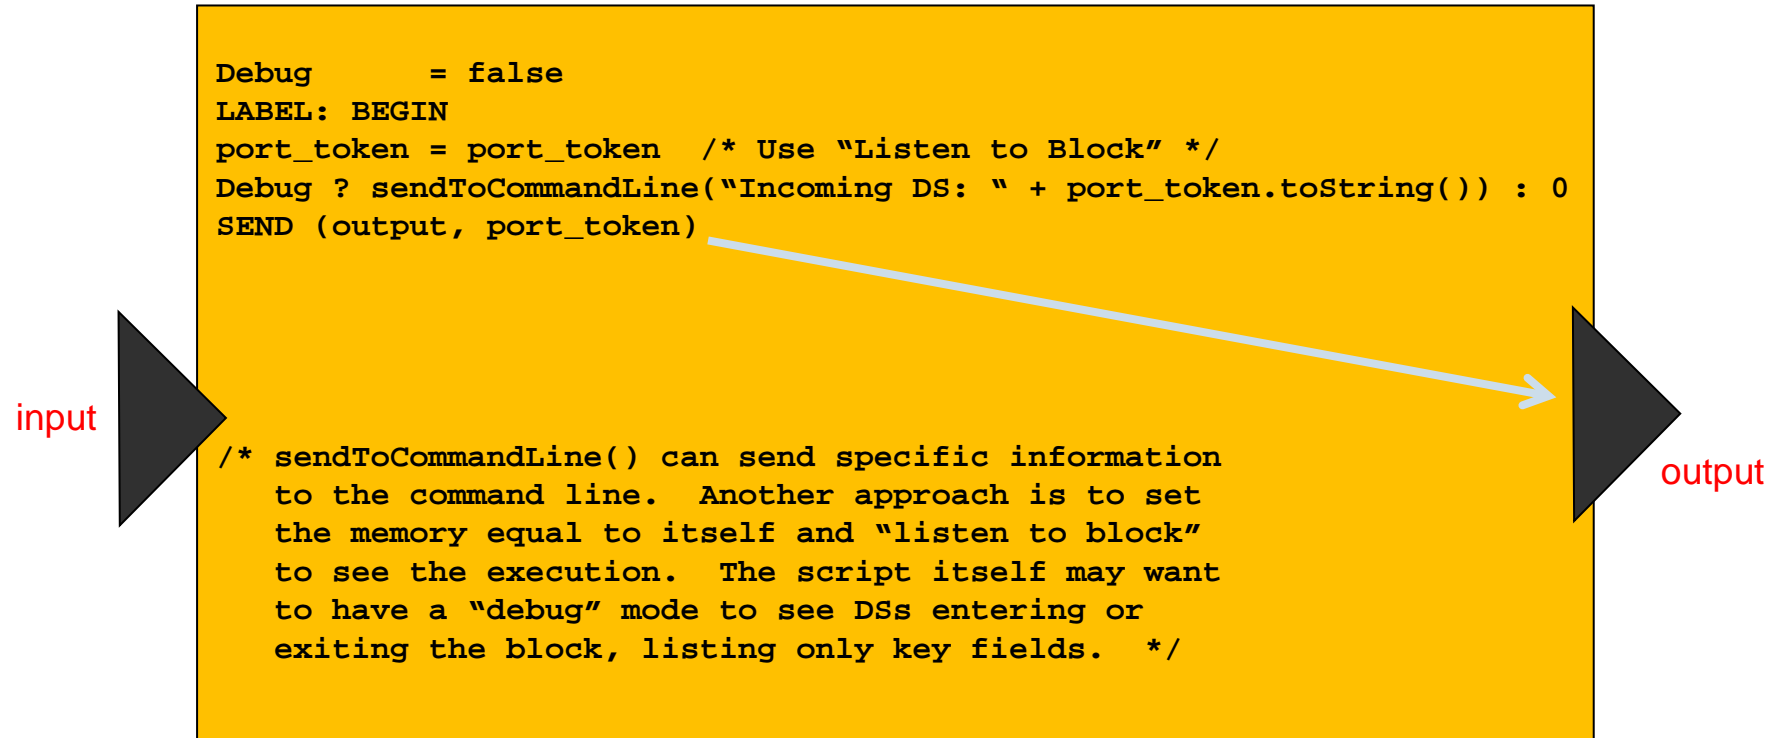 Debug      = false
LABEL: BEGIN
port_token = port_token  /* Use “Listen to Block” */
Debug ? sendToCommandLine(“Incoming DS: “ + port_token.toString()) : 0
SEND (output, port_token)
input
/* sendToCommandLine() can send specific information
   to the command line.  Another approach is to set
   the memory equal to itself and “listen to block”
   to see the execution.  The script itself may want
   to have a “debug” mode to see DSs entering or
   exiting the block, listing only key fields.  */
output